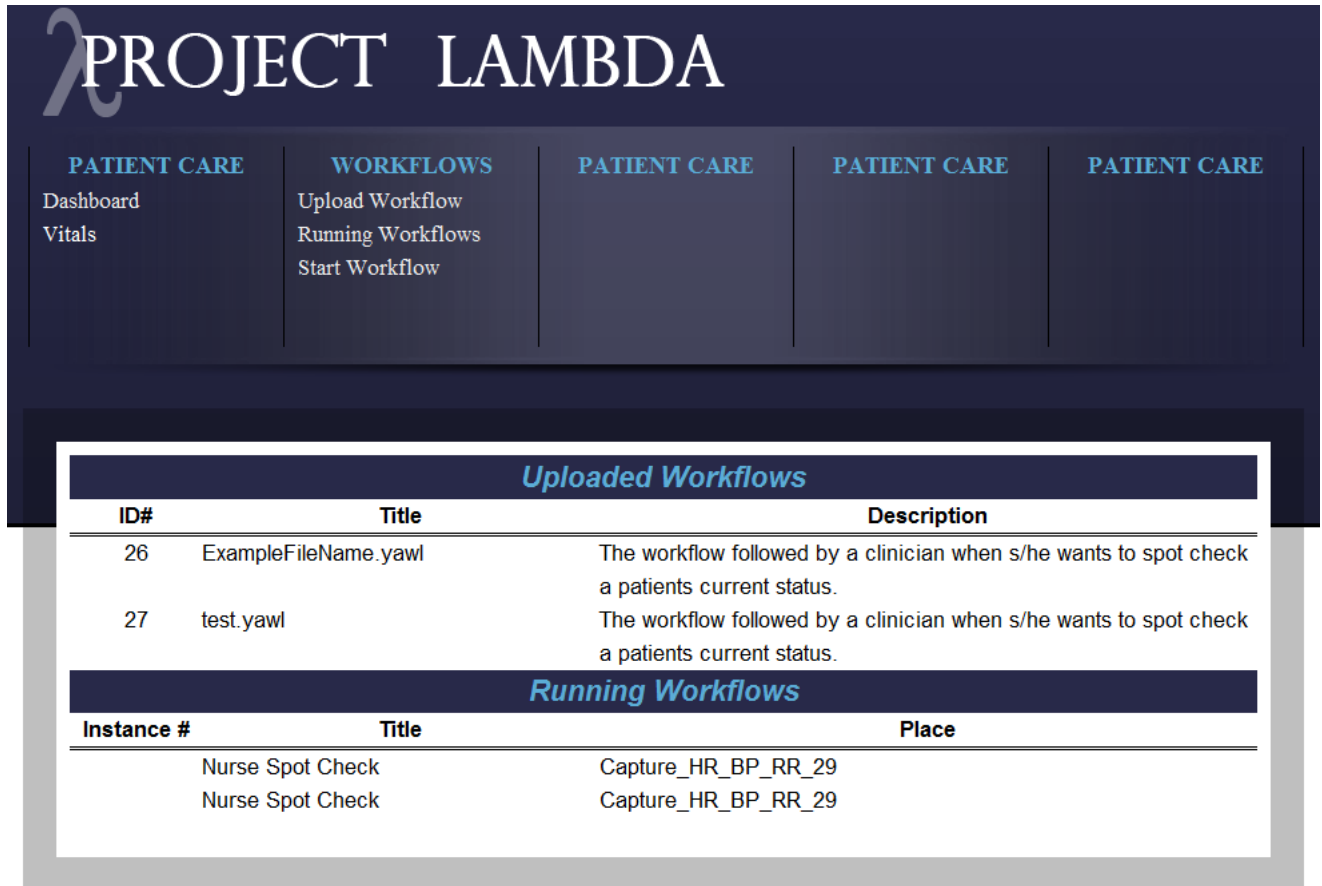 λPROJECT LAMBDA
PATIENT CARE WORKFLOWS PATIENT CARE PATIENT CARE PATIENT CARE
Dashboard Upload Workflow
Vitals Running Workflows
Start Workflow
Uploaded Workflows
ID# Title Description
26 ExampleFileName.yawl The workflow followed by a clinician when s/he wants to spot check
a patients current status.
27 test.yawl The workflow followed by a clinician when s/he wants to spot check
a patients current status.
Running Workflows
Instance # Title Place
Nurse Spot Check Capture_HR_BP_RR_29
Nurse Spot Check Capture_HR_BP_RR_29